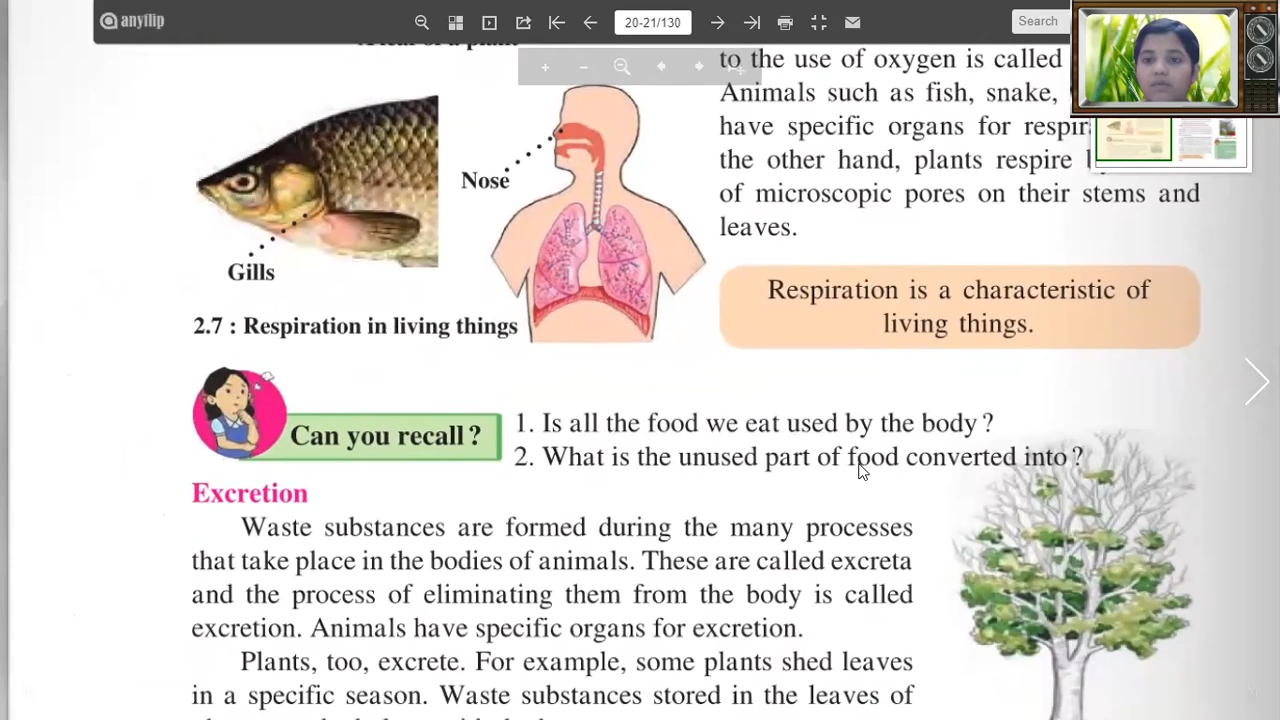 anyflip
20-21/130
Search
to the use of oxygen is called
Animals such as fish, snake,
have specific organs for respir
the other hand, plants respire b
of microscopic pores on their stems and
leaves.
Nose
Gills
2.7 : Respiration in living things
Respiration is a characteristic of
living things.
Can you recall ?
1. Is all the food we eat used by the body ?
2. What is the unused part of food converted into ?
Excretion
Waste substances are formed during the many processes
that take place in the bodies of animals. These are called excreta
and the process of eliminating them from the body is called
excretion. Animals have specific organs for excretion.
Plants, too, excrete. For example, some plants shed leaves
in a specific season. Waste substances stored in the leaves of